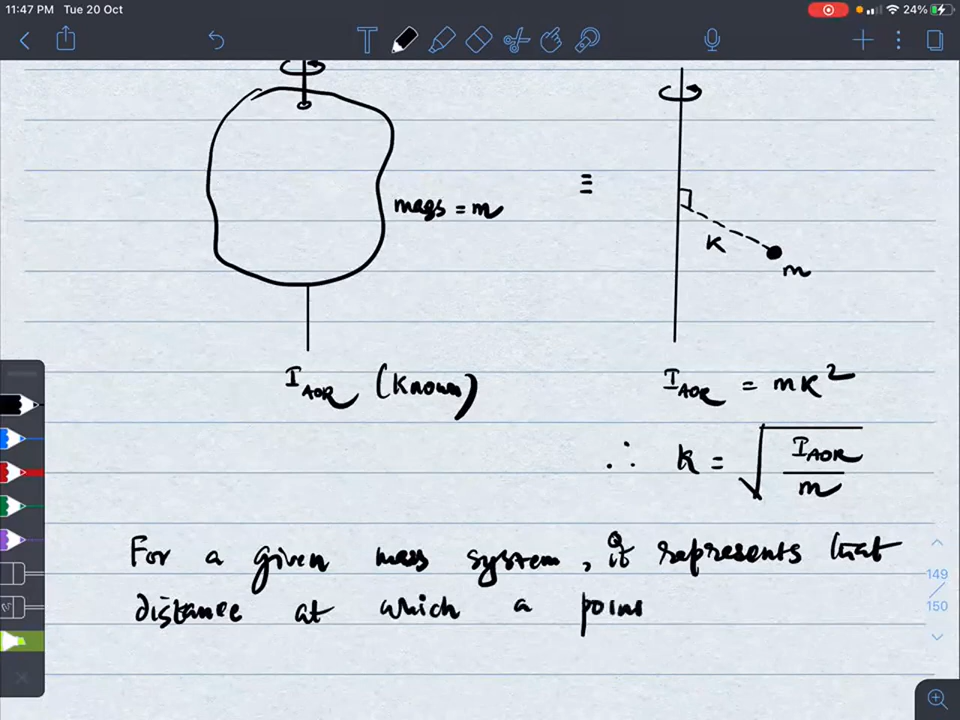 11:47 PM Tue 20 Oct
24%
T
mass = m
≡
K
m
I_AOR (Known)
I_AOR = mK²
∴ K = √(I_AOR / m)
For a given mass system, it represents that
distance at which a poin
149
/
150